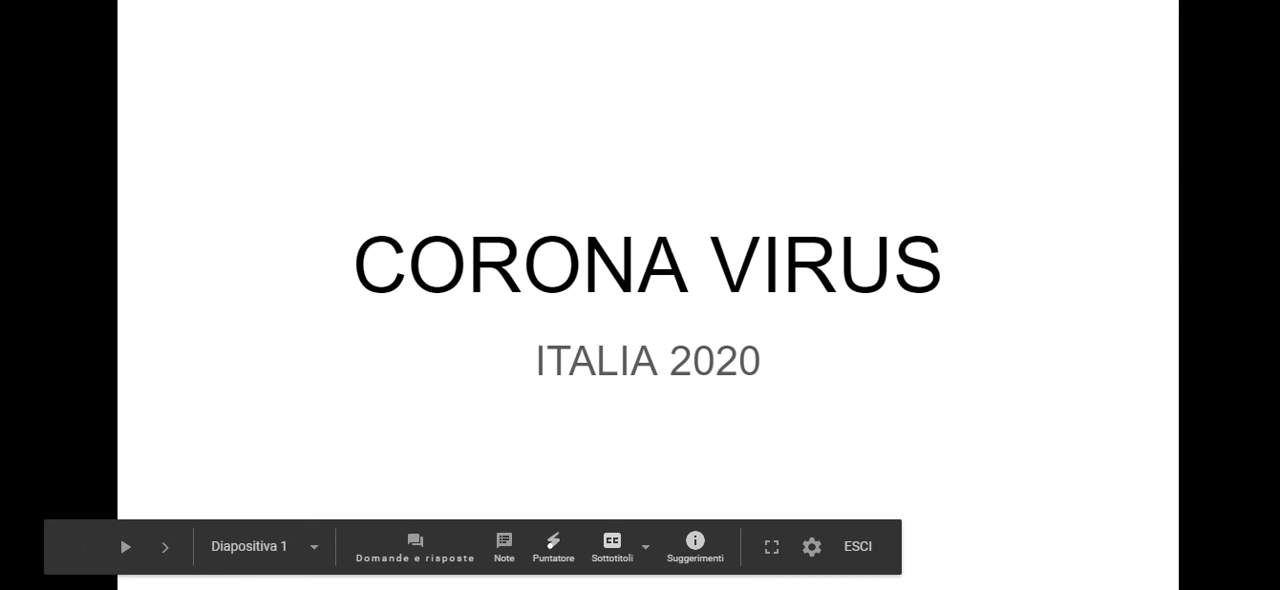 CORONA VIRUS
ITALIA 2020
Diapositiva 1
Domande e risposte
Note
Puntatore
Sottotitoli
Suggerimenti
ESCI